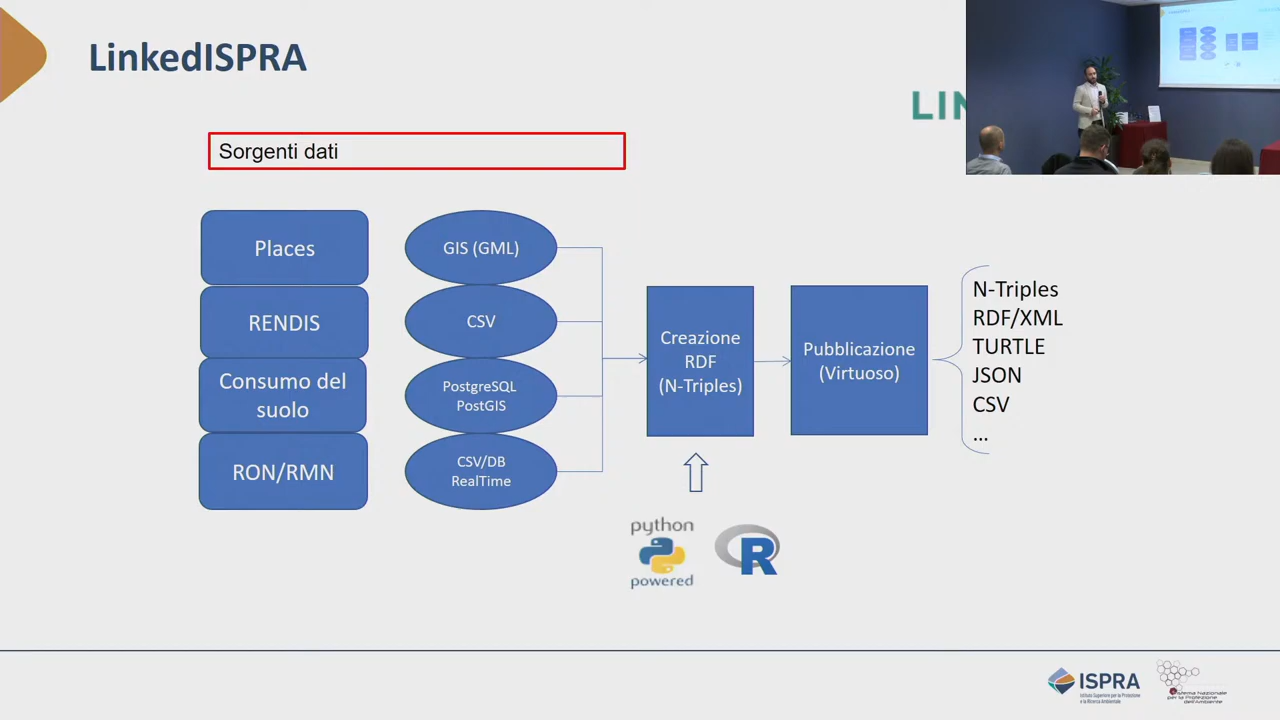 LinkedISPRA
LIN
Sorgenti dati
Places
GIS (GML)
RENDIS
CSV
Consumo del
suolo
PostgreSQL
PostGIS
RON/RMN
CSV/DB
RealTime
Creazione
RDF
(N-Triples)
Pubblicazione
(Virtuoso)
N-Triples
RDF/XML
TURTLE
JSON
CSV
...
python
powered
R
ISPRA
Istituto Superiore per la Protezione
e la Ricerca Ambientale
Sistema Nazionale
per la Protezione
dell'Ambiente